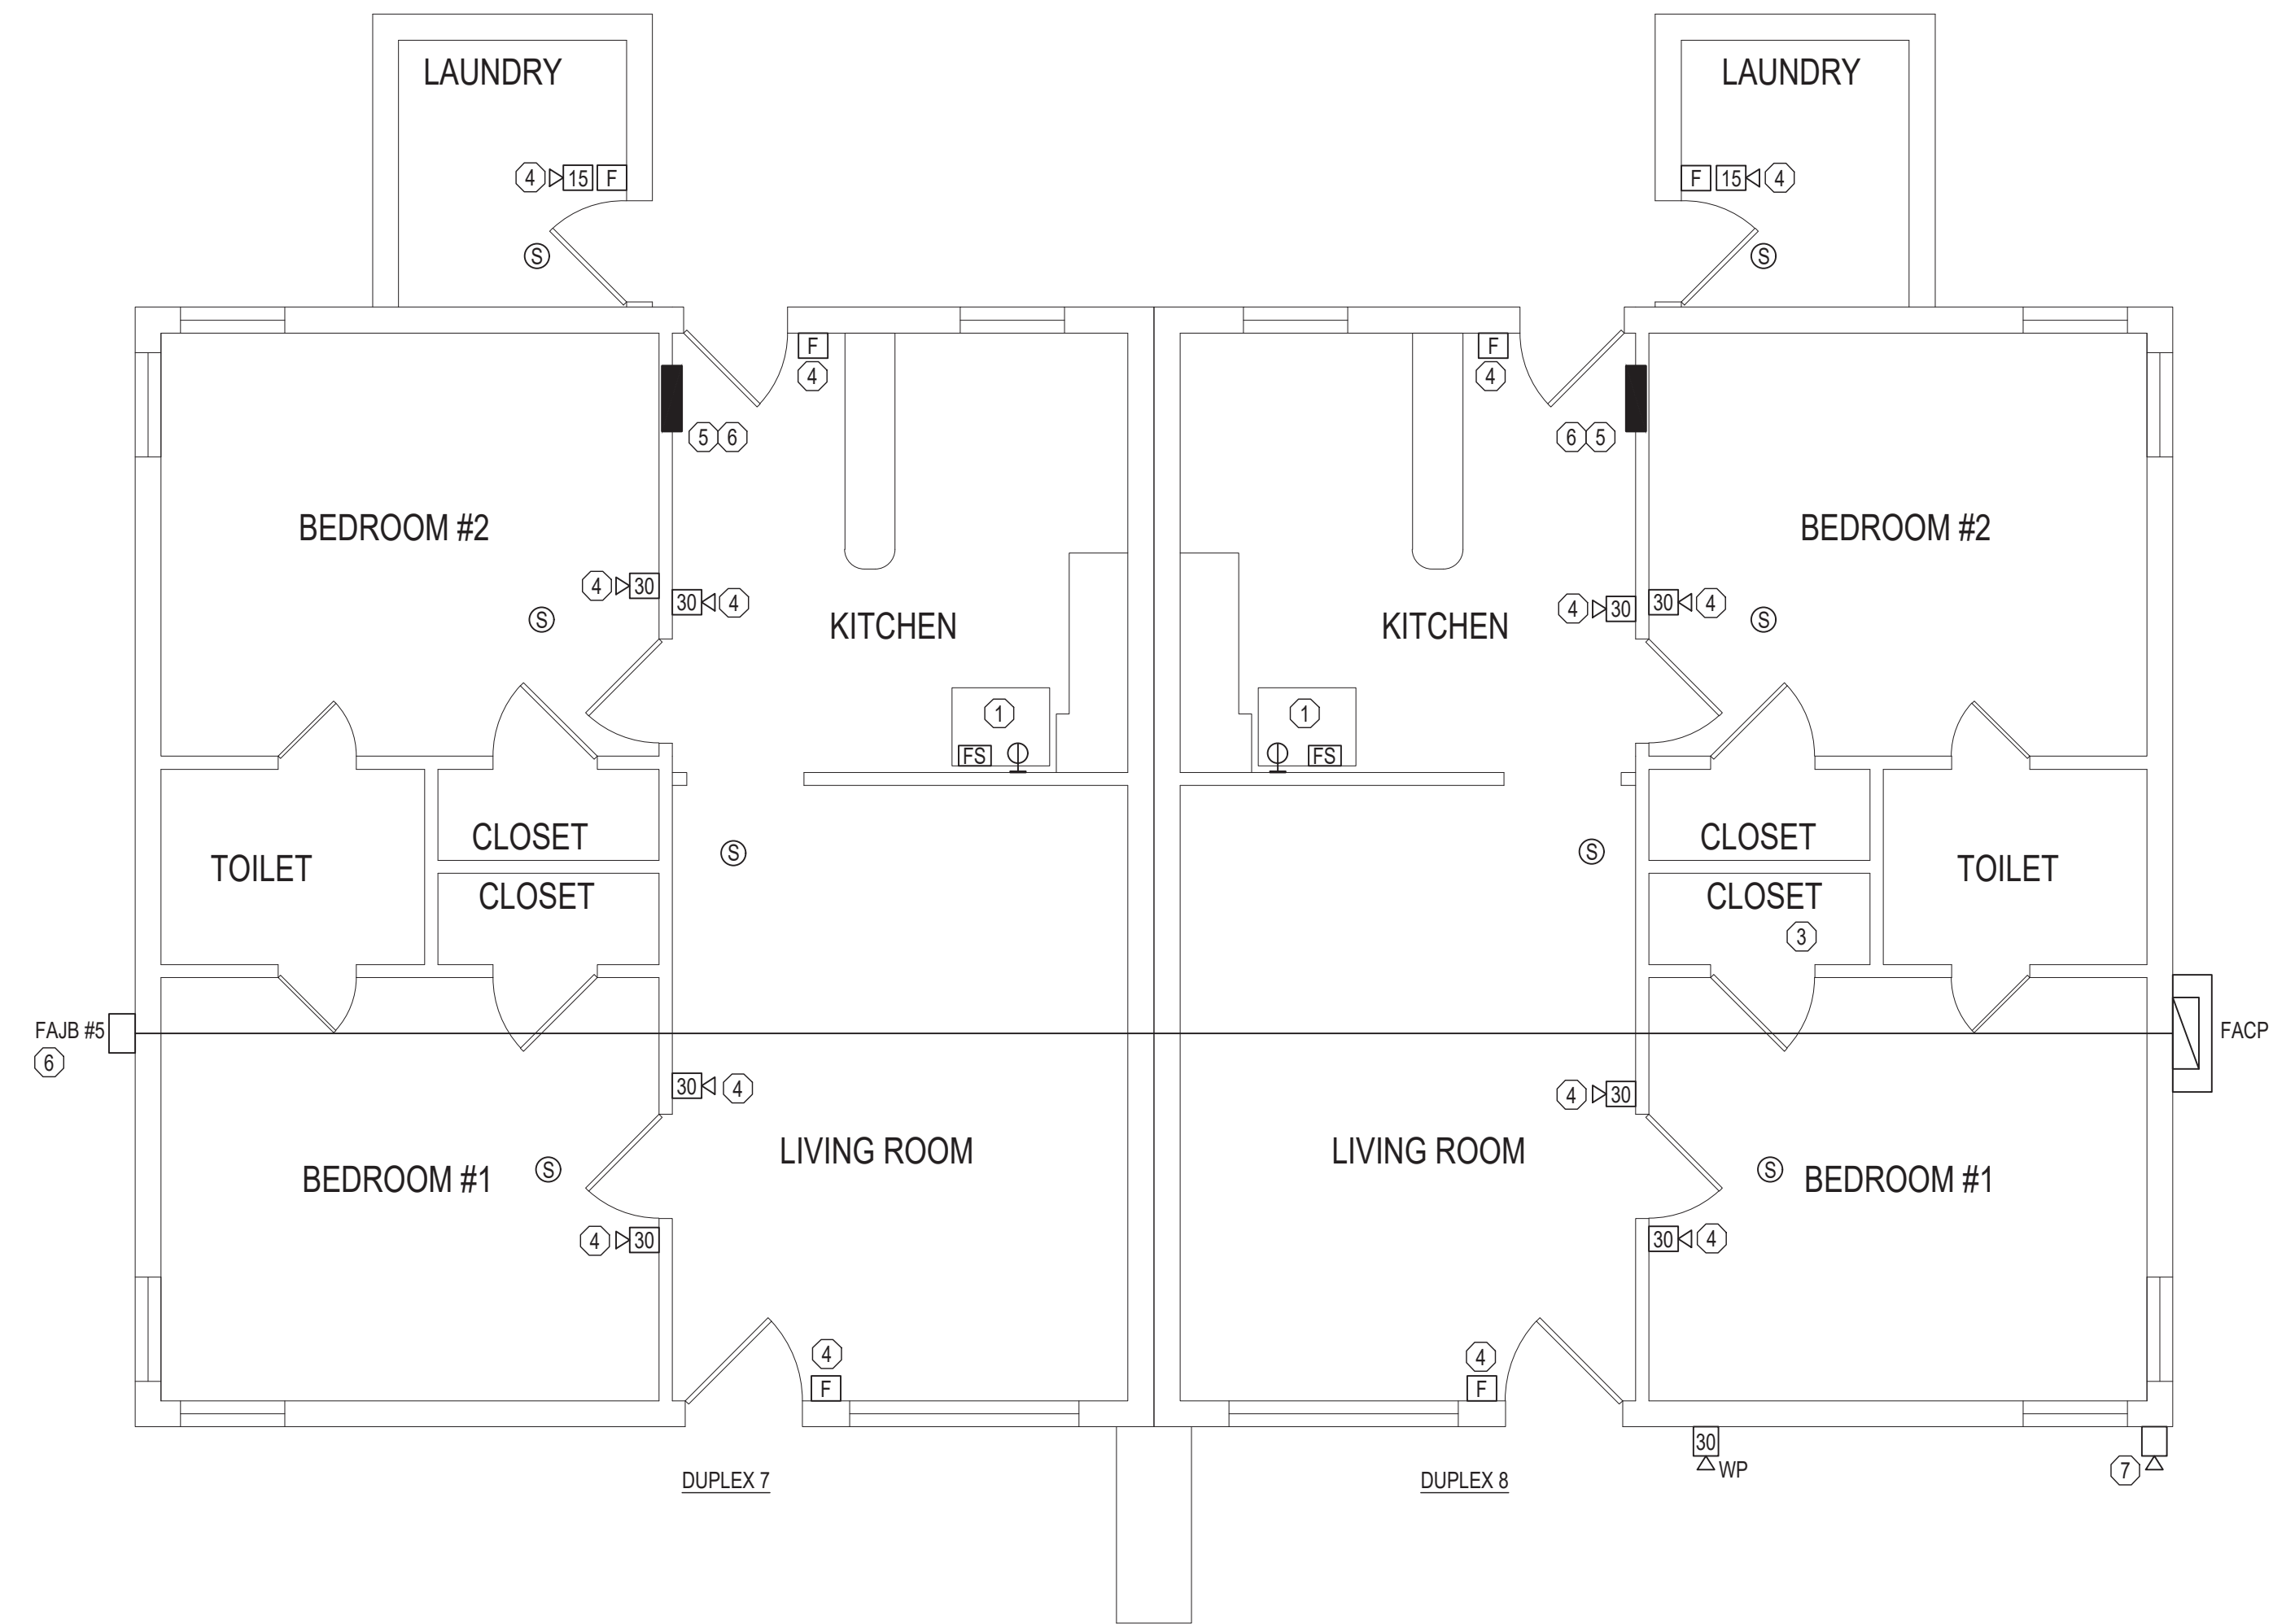 LAUNDRY
LAUNDRY
4 15 F
F 15 4
S
S
F
4
F
4
5 6
6 5
BEDROOM #2
BEDROOM #2
4 30
30 4
4 30
30 4
S
S
KITCHEN
KITCHEN
1
1
FS
FS
CLOSET
CLOSET
S
S
TOILET
TOILET
CLOSET
CLOSET
3
FAJB #5
6
FACP
30 4
4 30
LIVING ROOM
LIVING ROOM
BEDROOM #1
S
S
BEDROOM #1
4 30
30 4
4
F
4
F
30
WP
7
DUPLEX 7
DUPLEX 8